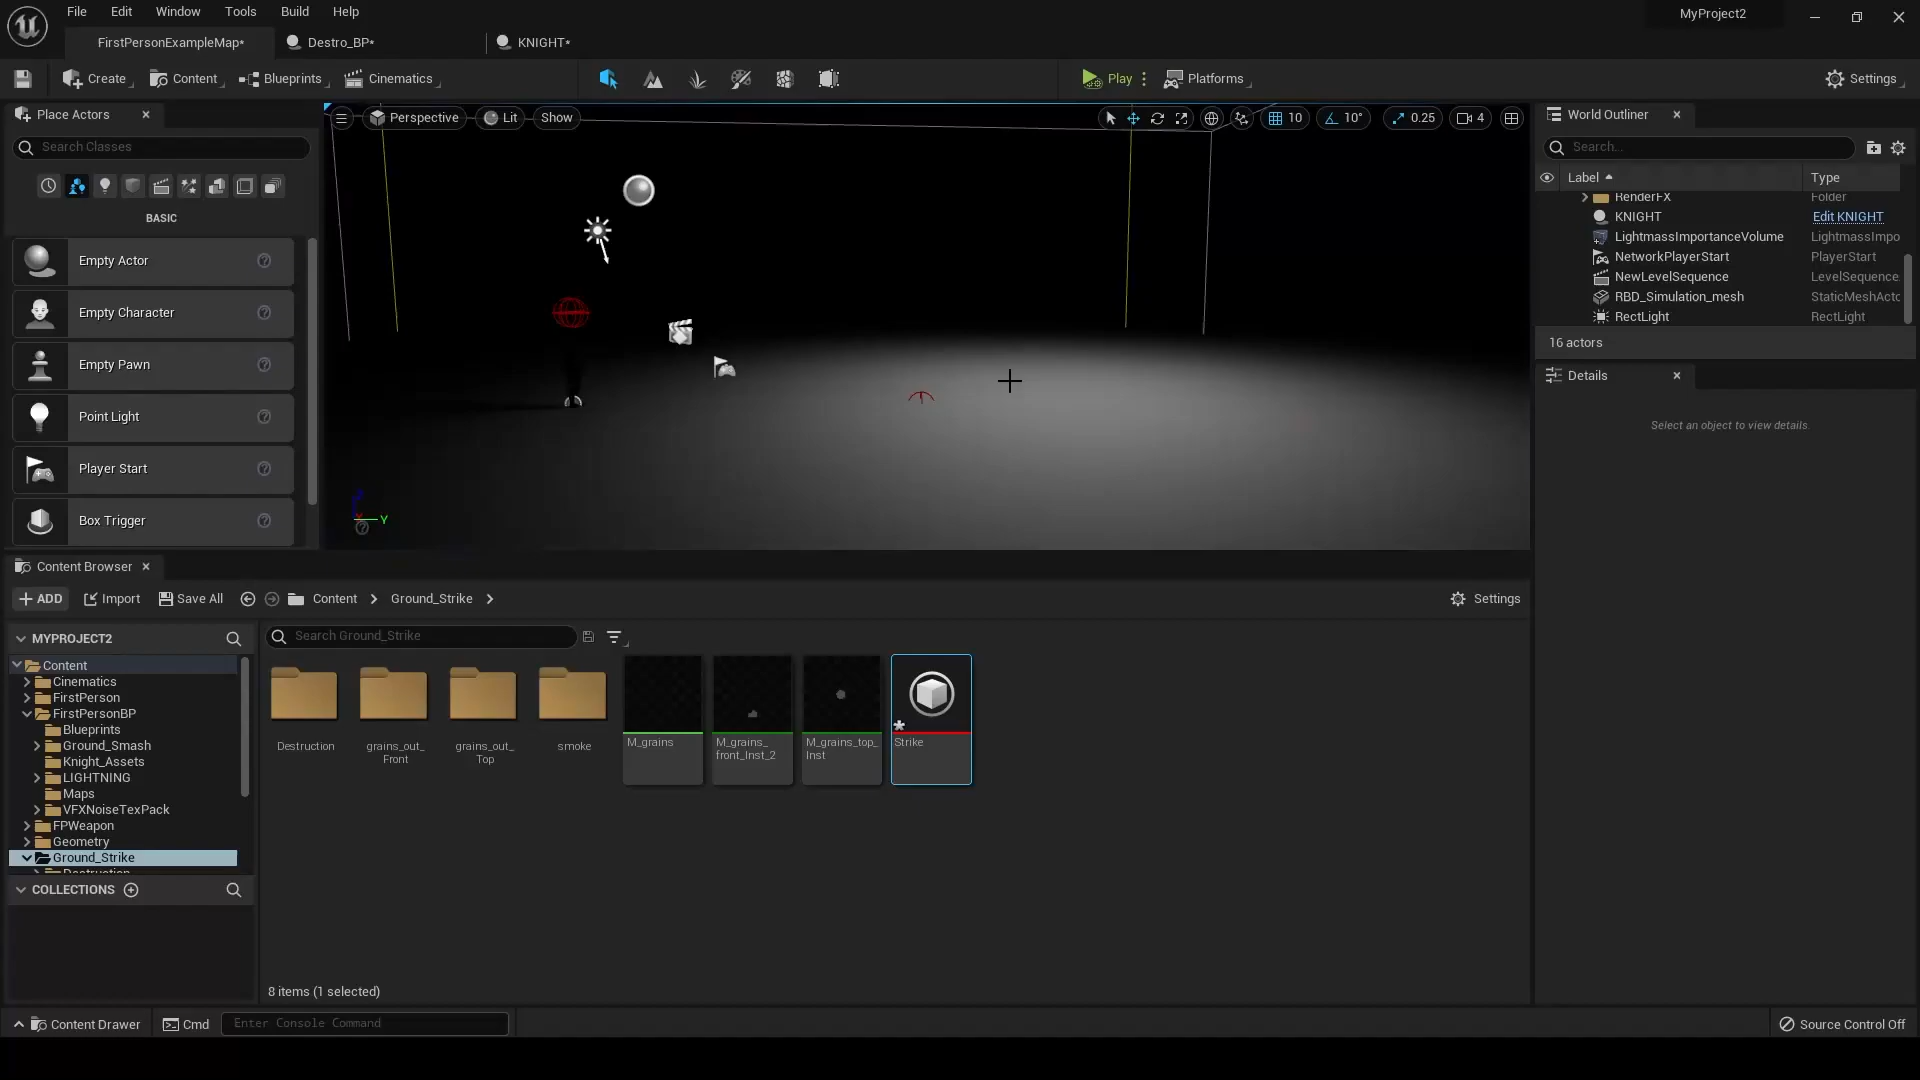 File Edit Window Tools Build Help
MyProject2
FirstPersonExampleMap*
Destro_BP*
KNIGHT*
Create
Content
Blueprints
Cinematics
Play
Platforms
Settings
Place Actors
Search Classes
BASIC
Empty Actor
Empty Character
Empty Pawn
Point Light
Player Start
Box Trigger
Perspective
Lit
Show
10
10°
0.25
4
Y
World Outliner
Search...
Label
Type
RenderFX Folder
KNIGHT Edit KNIGHT
LightmassImportanceVolume LightmassImpo
NetworkPlayerStart PlayerStart
NewLevelSequence LevelSequence
RBD_Simulation_mesh StaticMeshActo
RectLight RectLight
16 actors
Details
Select an object to view details.
Content Browser
ADD
Import
Save All
Content
Ground_Strike
Settings
MYPROJECT2
Content
Cinematics
FirstPerson
FirstPersonBP
Blueprints
Ground_Smash
Knight_Assets
LIGHTNING
Maps
VFXNoiseTexPack
FPWeapon
Geometry
Ground_Strike
Destruction
COLLECTIONS
Search Ground_Strike
Destruction
grains_out_
Front
grains_out_
Top
smoke
M_grains
M_grains_
front_Inst_2
M_grains_top_
Inst
Strike
8 items (1 selected)
Content Drawer
Cmd
Enter Console Command
Source Control Off